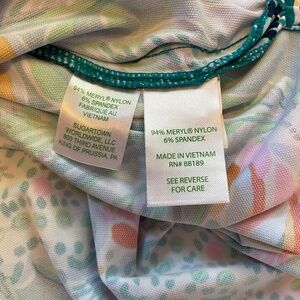 94% MERYL® NYLON
6% SPANDEX
FABRIQUÉ AU
VIETNAM
SUGARTOWN
WORLDWIDE, LLC
800 THIRD AVENUE
KING OF PRUSSIA, PA
94% MERYL® NYLON
6% SPANDEX
MADE IN VIETNAM
RN# 88189
SEE REVERSE
FOR CARE